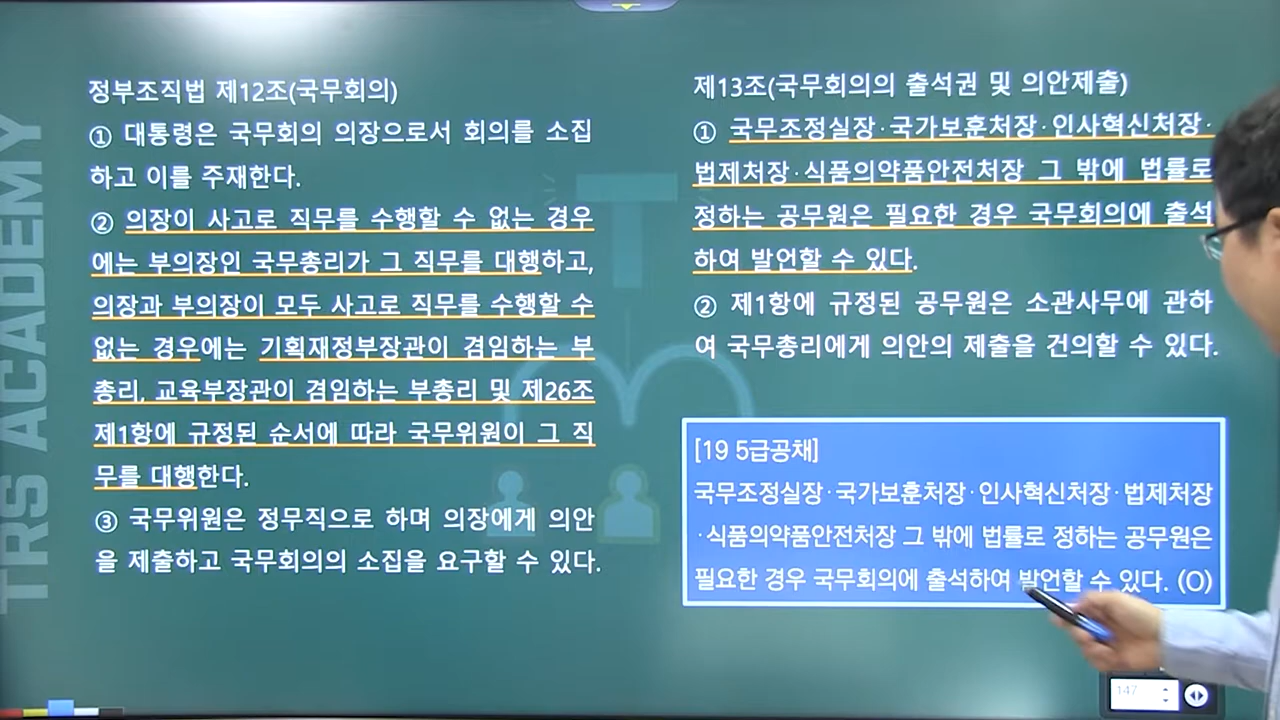 TRS ACADEMY
정부조직법 제12조(국무회의)
① 대통령은 국무회의 의장으로서 회의를 소집
하고 이를 주재한다.
② 의장이 사고로 직무를 수행할 수 없는 경우
에는 부의장인 국무총리가 그 직무를 대행하고,
의장과 부의장이 모두 사고로 직무를 수행할 수
없는 경우에는 기획재정부장관이 겸임하는 부
총리, 교육부장관이 겸임하는 부총리 및 제26조
제1항에 규정된 순서에 따라 국무위원이 그 직
무를 대행한다.
③ 국무위원은 정무직으로 하며 의장에게 의안
을 제출하고 국무회의의 소집을 요구할 수 있다.
제13조(국무회의의 출석권 및 의안제출)
① 국무조정실장·국가보훈처장·인사혁신처장·
법제처장·식품의약품안전처장 그 밖에 법률로
정하는 공무원은 필요한 경우 국무회의에 출석
하여 발언할 수 있다.
② 제1항에 규정된 공무원은 소관사무에 관하
여 국무총리에게 의안의 제출을 건의할 수 있다.
[19 5급공채]
국무조정실장·국가보훈처장·인사혁신처장·법제처장
·식품의약품안전처장 그 밖에 법률로 정하는 공무원은
필요한 경우 국무회의에 출석하여 발언할 수 있다. (O)
147